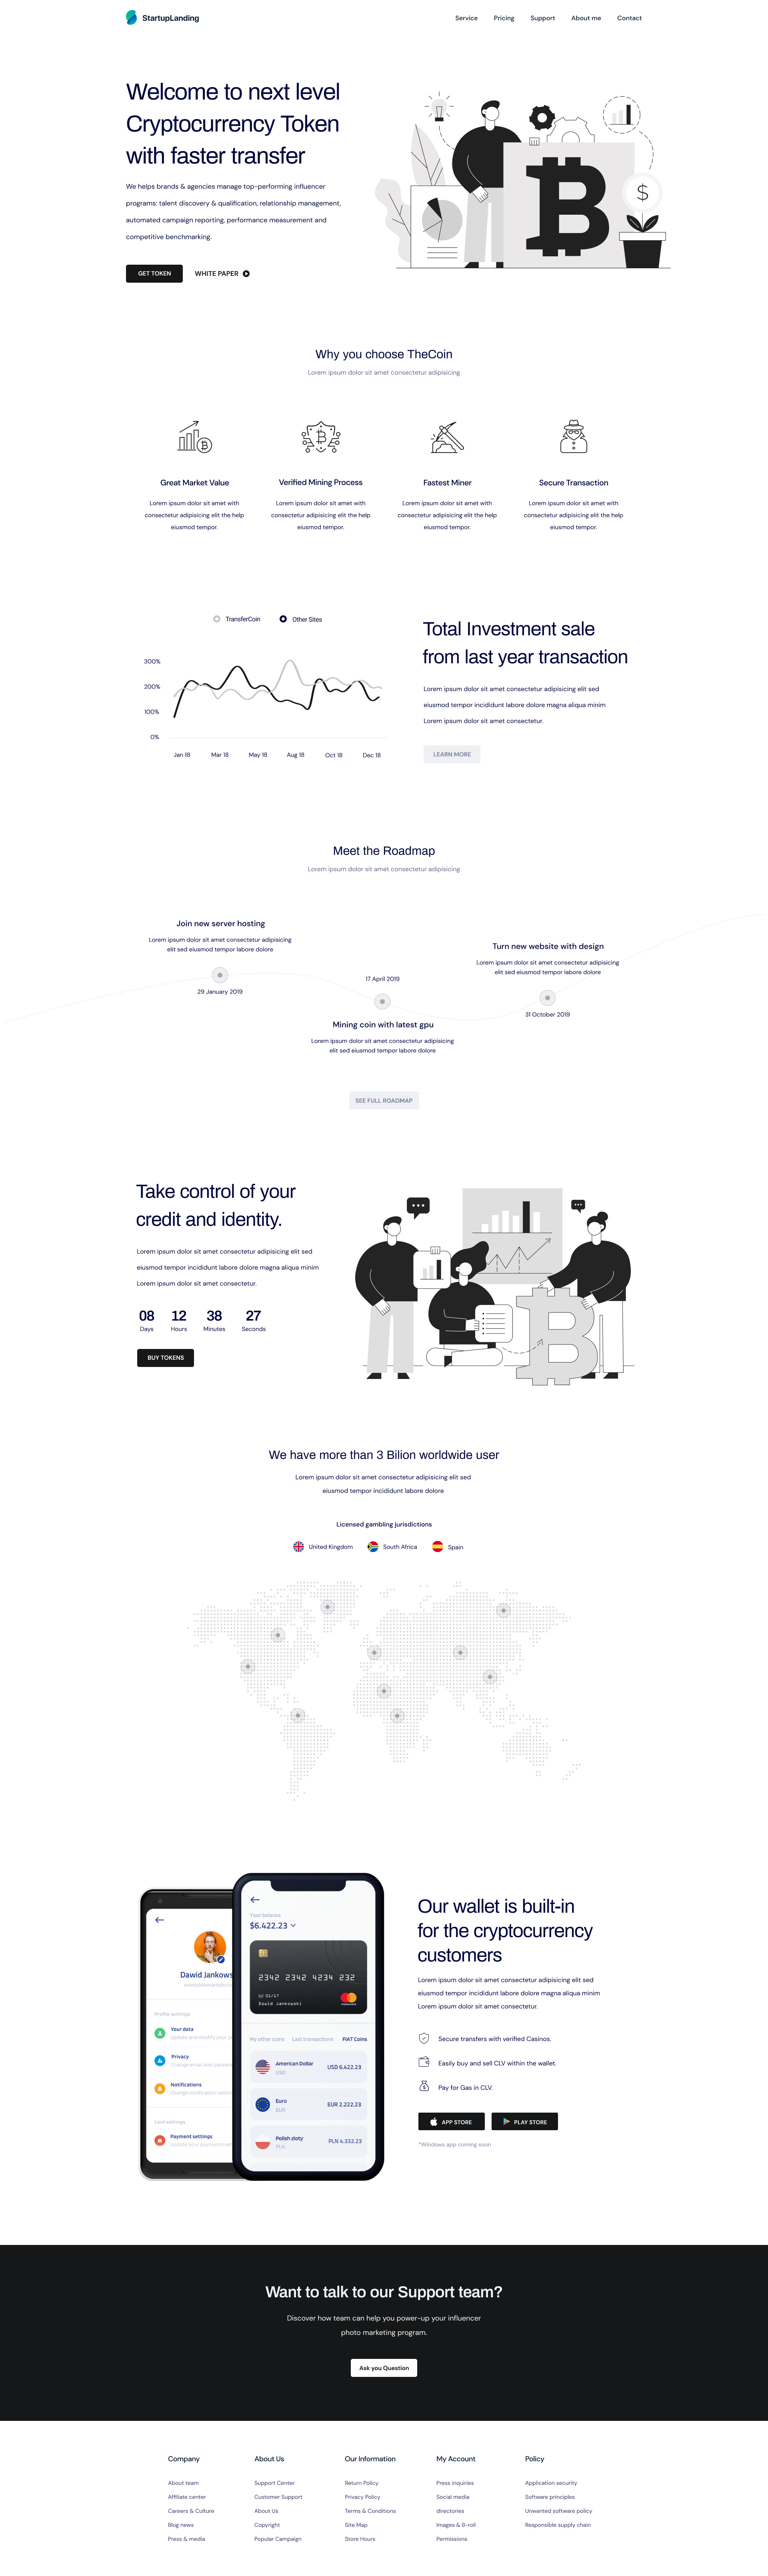 StartupLanding
Service Pricing Support About me Contact
Welcome to next level
Cryptocurrency Token
with faster transfer
We helps brands & agencies manage top-performing influencer
programs: talent discovery & qualification, relationship management,
automated campaign reporting, performance measurement and
competitive benchmarking.
GET TOKEN WHITE PAPER
Why you choose TheCoin
Lorem ipsum dolor sit amet consectetur adipisicing
Great Market Value
Lorem ipsum dolor sit amet with
consectetur adipisicing elit the help
eiusmod tempor.
Verified Mining Process
Lorem ipsum dolor sit amet with
consectetur adipisicing elit the help
eiusmod tempor.
Fastest Miner
Lorem ipsum dolor sit amet with
consectetur adipisicing elit the help
eiusmod tempor.
Secure Transaction
Lorem ipsum dolor sit amet with
consectetur adipisicing elit the help
eiusmod tempor.
TransferCoin Other Sites
300%
200%
100%
0%
Jan 18 Mar 18 May 18 Aug 18 Oct 18 Dec 18
Total Investment sale
from last year transaction
Lorem ipsum dolor sit amet consectetur adipisicing elit sed
eiusmod tempor incididunt labore dolore magna aliqua minim
Lorem ipsum dolor sit amet consectetur.
LEARN MORE
Meet the Roadmap
Lorem ipsum dolor sit amet consectetur adipisicing
Join new server hosting
Lorem ipsum dolor sit amet consectetur adipisicing
elit sed eiusmod tempor labore dolore
29 January 2019
17 April 2019
Mining coin with latest gpu
Lorem ipsum dolor sit amet consectetur adipisicing
elit sed eiusmod tempor labore dolore
Turn new website with design
Lorem ipsum dolor sit amet consectetur adipisicing
elit sed eiusmod tempor labore dolore
31 October 2019
SEE FULL ROADMAP
Take control of your
credit and identity.
Lorem ipsum dolor sit amet consectetur adipisicing elit sed
eiusmod tempor incididunt labore dolore magna aliqua minim
Lorem ipsum dolor sit amet consectetur.
08 12 38 27
Days Hours Minutes Seconds
BUY TOKENS
We have more than 3 Bilion worldwide user
Lorem ipsum dolor sit amet consectetur adipisicing elit sed
eiusmod tempor incididunt labore dolore
Licensed gambling jurisdictions
United Kingdom South Africa Spain
Dawid Jankows
Profile settings
Your data
Update and modify your p
Privacy
Change email and passwo
Notifications
Change notification settin
Card settings
Payment settings
Update your payments set
Your balance
$6.422.23
2342 2342 4234 232
Dawid Jankowski
mastercard
My other coins Last transactions FIAT Coins
American Dollar USD 6.422.23
USD
Euro EUR 2.222.23
EUR
Polish zloty PLN 4.332.23
PLN
Our wallet is built-in
for the cryptocurrency
customers
Lorem ipsum dolor sit amet consectetur adipisicing elit sed
eiusmod tempor incididunt labore dolore magna aliqua minim
Lorem ipsum dolor sit amet consectetur.
Secure transfers with verified Casinos.
Easily buy and sell CLV within the wallet.
Pay for Gas in CLV.
APP STORE PLAY STORE
*Windows app coming soon
Want to talk to our Support team?
Discover how team can help you power-up your influencer
photo marketing program.
Ask you Question
Company
About team
Affiliate center
Careers & Culture
Blog news
Press & media
About Us
Support Center
Customer Support
About Us
Copyright
Popular Campaign
Our Information
Return Policy
Privacy Policy
Terms & Conditions
Site Map
Store Hours
My Account
Press inquiries
Social media
directories
Images & B-roll
Permissions
Policy
Application security
Software principles
Unwanted software policy
Responsible supply chain